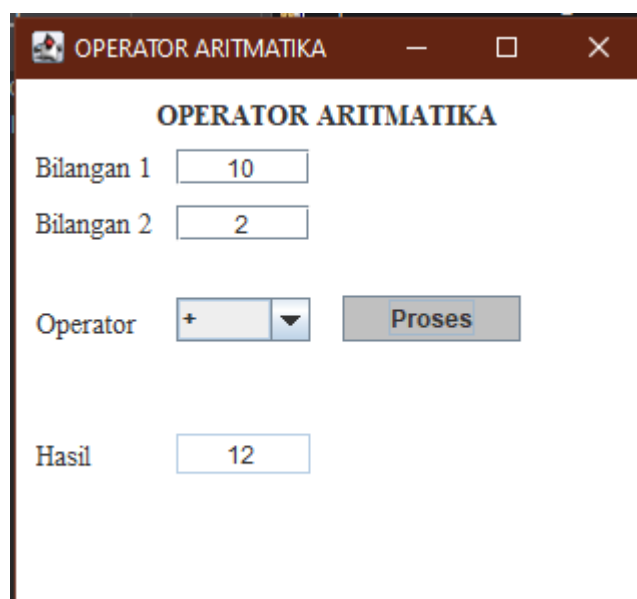 OPERATOR ARITMATIKA
OPERATOR ARITMATIKA
Bilangan 1 10
Bilangan 2 2
Operator + Proses
Hasil 12